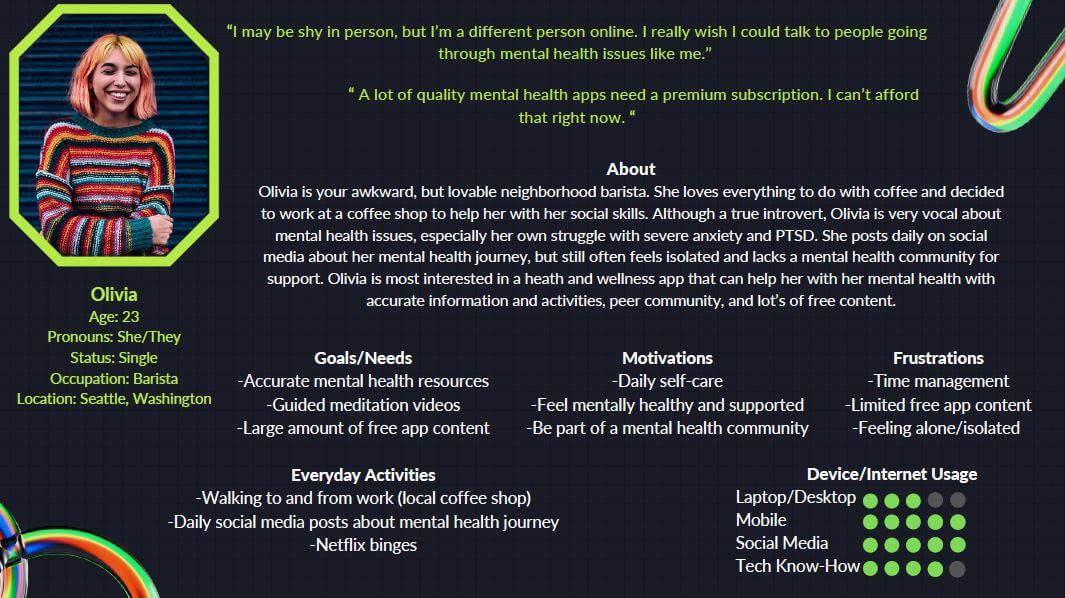 “I may be shy in person, but I’m a different person online. I really wish I could talk to people going
through mental health issues like me.”
“ A lot of quality mental health apps need a premium subscription. I can’t afford
that right now. “
About
Olivia is your awkward, but lovable neighborhood barista. She loves everything to do with coffee and decided
to work at a coffee shop to help her with her social skills. Although a true introvert, Olivia is very vocal about
mental health issues, especially her own struggle with severe anxiety and PTSD. She posts daily on social
media about her mental health journey, but still often feels isolated and lacks a mental health community for
support. Olivia is most interested in a heath and wellness app that can help her with her mental health with
accurate information and activities, peer community, and lot’s of free content.
Olivia
Age: 23
Pronouns: She/They
Status: Single
Occupation: Barista
Location: Seattle, Washington
Goals/Needs
-Accurate mental health resources
-Guided meditation videos
-Large amount of free app content
Motivations
-Daily self-care
-Feel mentally healthy and supported
-Be part of a mental health community
Frustrations
-Time management
-Limited free app content
-Feeling alone/isolated
Everyday Activities
-Walking to and from work (local coffee shop)
-Daily social media posts about mental health journey
-Netflix binges
Device/Internet Usage
Laptop/Desktop
Mobile
Social Media
Tech Know-How